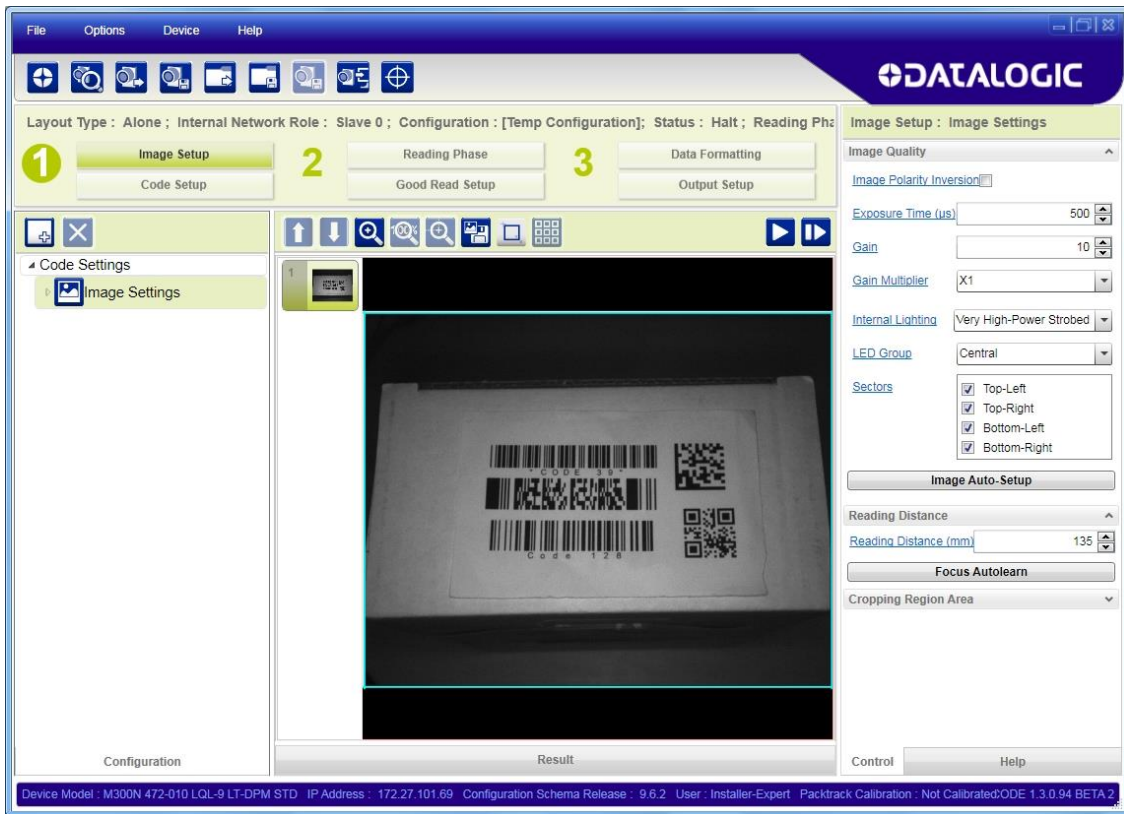 File Options Device Help
DATALOGIC
Layout Type : Alone ; Internal Network Role : Slave 0 ; Configuration : [Temp Configuration]; Status : Halt ; Reading Pha
Image Setup : Image Settings
1 Image Setup 2 Reading Phase 3 Data Formatting
Code Setup Good Read Setup Output Setup
Image Quality
Image Polarity Inversion
Exposure Time (µs) 500
Gain 10
Gain Multiplier X1
Internal Lighting Very High-Power Strobed
LED Group Central
Sectors Top-Left
Top-Right
Bottom-Left
Bottom-Right
Image Auto-Setup
Reading Distance
Reading Distance (mm) 135
Focus Autolearn
Cropping Region Area
100%
Code Settings
Image Settings
1
*CODE 39*
Code 128
Configuration Result Control Help
Device Model : M300N 472-010 LQL-9 LT-DPM STD IP Address : 172.27.101.69 Configuration Schema Release : 9.6.2 User : Installer-Expert Packtrack Calibration : Not Calibrated ODE 1.3.0.94 BETA 2